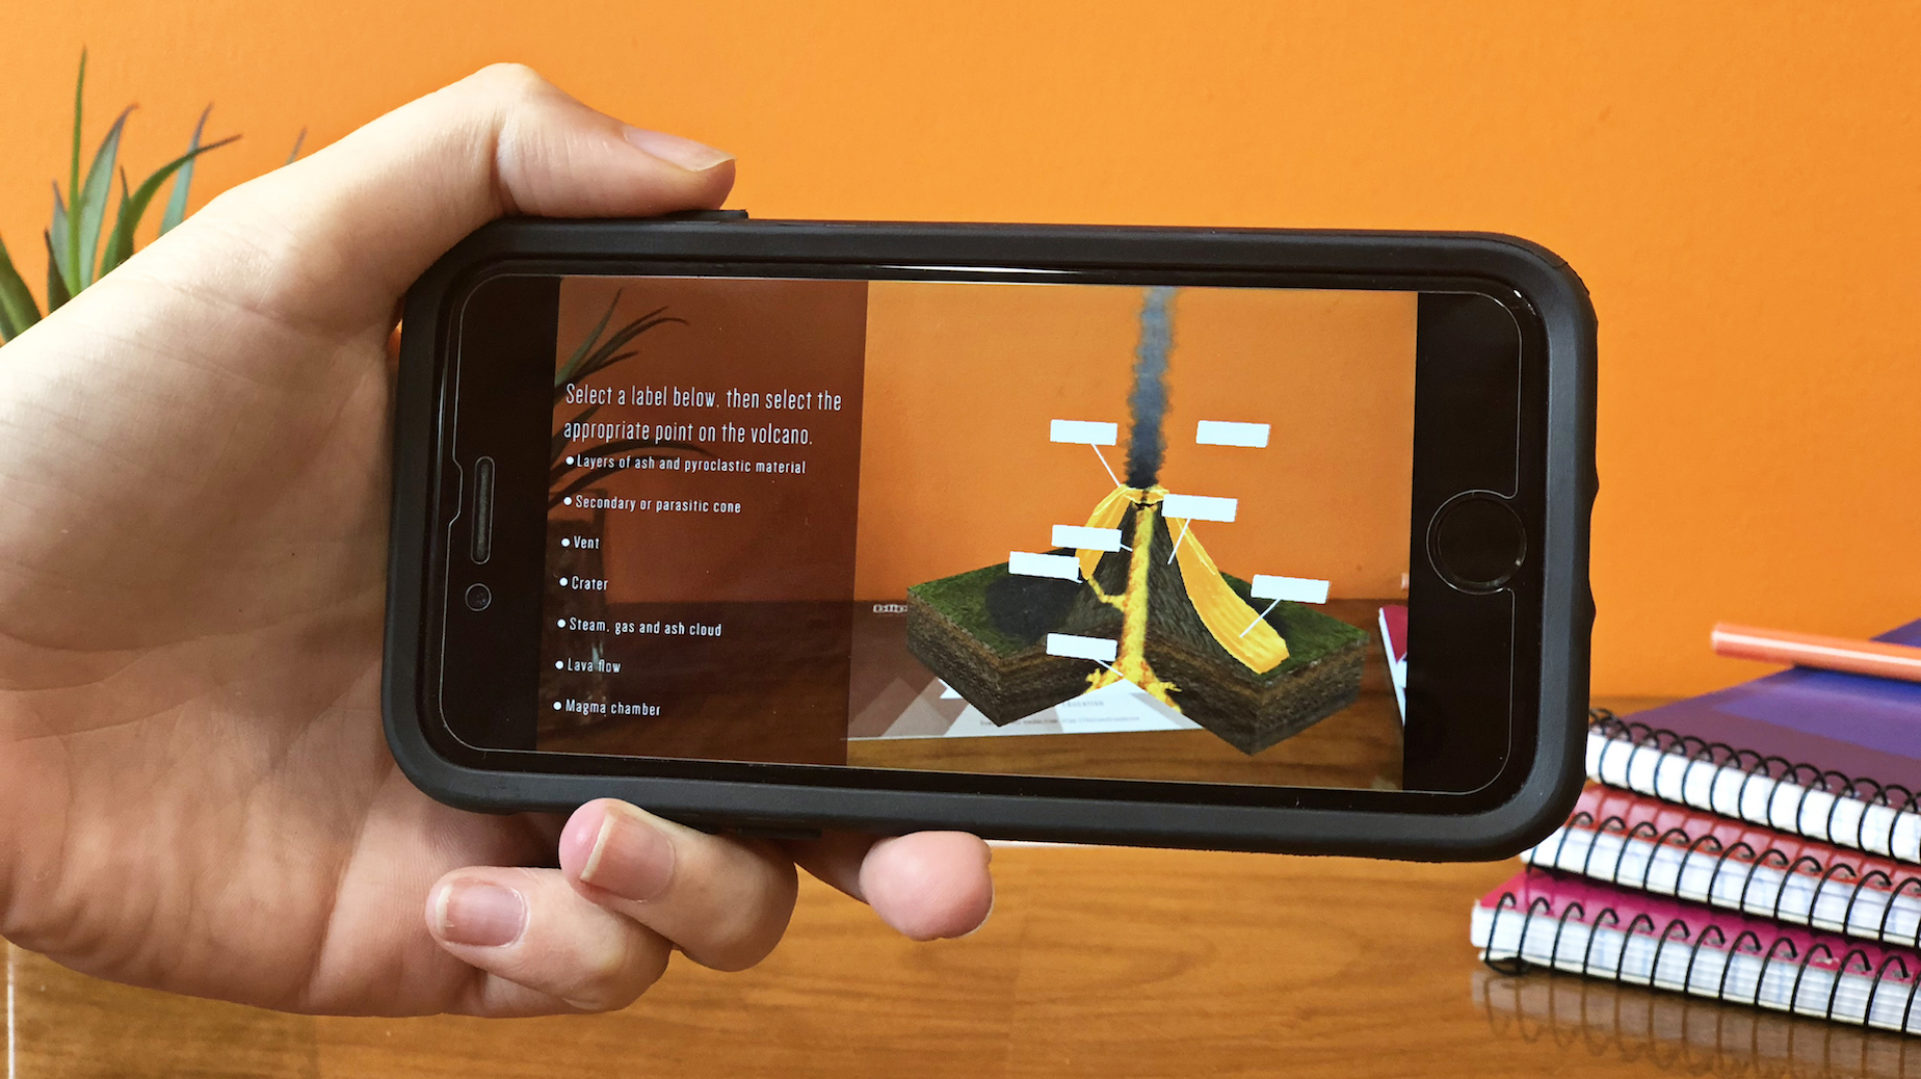 Select a label below, then select the
appropriate point on the volcano.
• Layers of ash and pyroclastic material
• Secondary or parasitic cone
• Vent
• Crater
• Steam, gas and ash cloud
• Lava flow
• Magma chamber